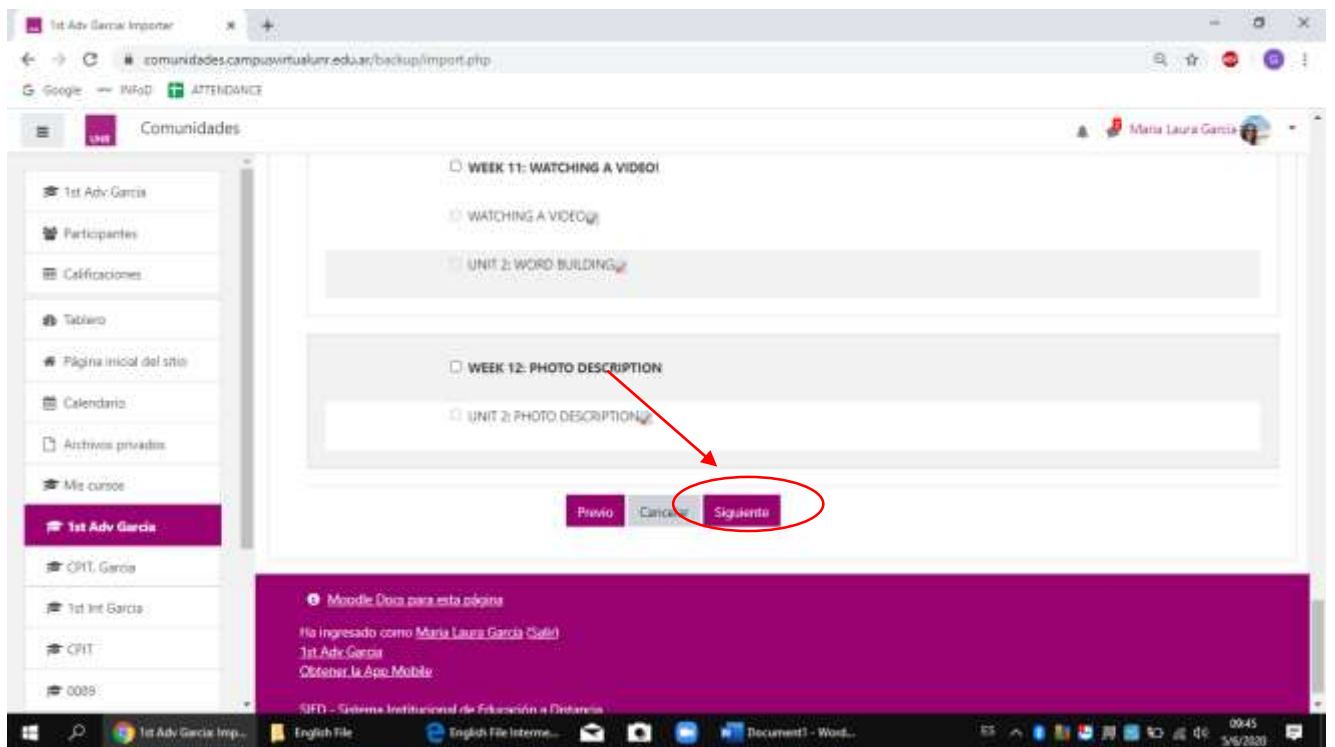 1st Adv Garcia: Importer
comunidades.campusvirtualunr.edu.ar/backup/import.php
Google
INFoD
ATTENDANCE
UNR
Comunidades
Maria Laura Garcia
1st Adv Garcia
Participantes
Calificaciones
Tablero
Página inicial del sitio
Calendario
Archivos privados
Mis cursos
1st Adv Garcia
CPIT. Garcia
1st Int Garcia
CPIT
0089
WEEK 11: WATCHING A VIDEO!
WATCHING A VIDEO
UNIT 2: WORD BUILDING
WEEK 12: PHOTO DESCRIPTION
UNIT 2: PHOTO DESCRIPTION
Previo
Cancelar
Siguiente
Moodle Docs para esta página
Ha ingresado como Maria Laura Garcia (Salir)
1st Adv Garcia
Obtener la App Mobile
SIED - Sistema Institucional de Educación a Distancia
1st Adv Garcia: Imp...
English File
English File Interme...
Document1 - Word...
ES
09:45
5/6/2020